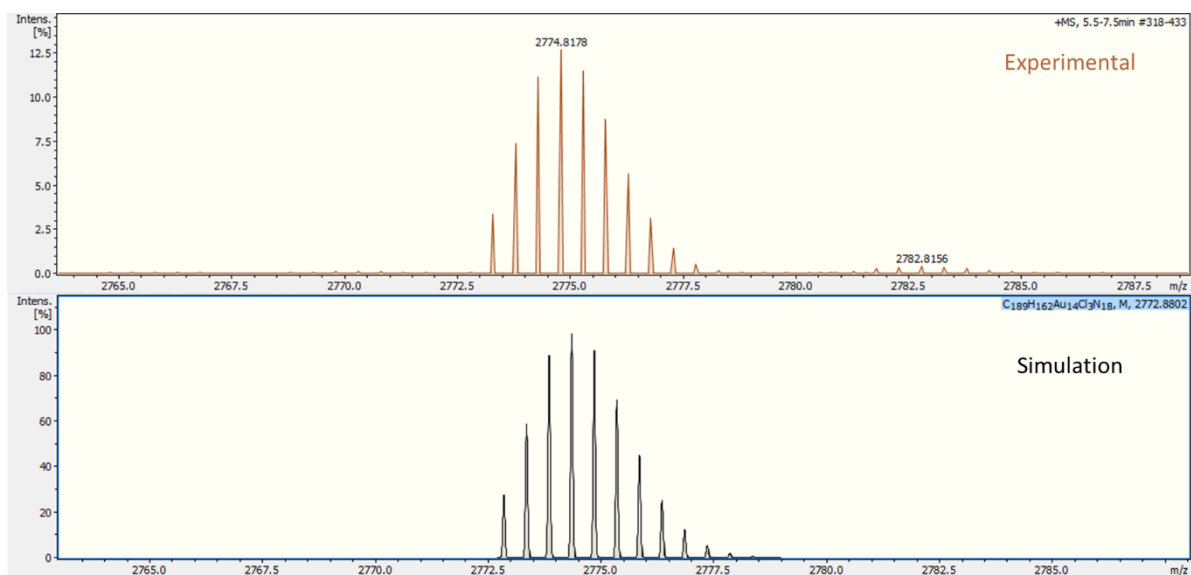 Intens.
[%]
+MS, 5.5-7.5min #318-433
2774.8178
Experimental
12.5
10.0
7.5
5.0
2.5
0.0
2782.8156
2765.0 2767.5 2770.0 2772.5 2775.0 2777.5 2780.0 2782.5 2785.0 2787.5 m/z
Intens.
[%]
C189H162Au14Cl3N18, M, 2772.8802
Simulation
100
80
60
40
20
0
2765.0 2767.5 2770.0 2772.5 2775.0 2777.5 2780.0 2782.5 2785.0 m/z